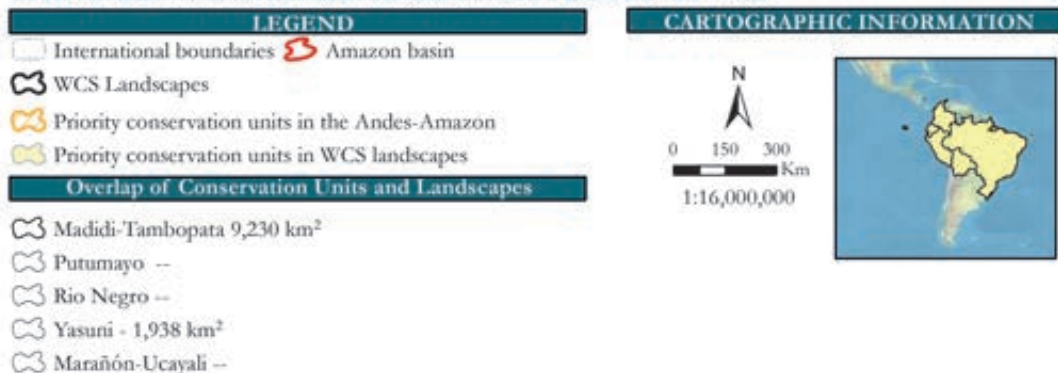 LEGEND
International boundaries Amazon basin
WCS Landscapes
Priority conservation units in the Andes-Amazon
Priority conservation units in WCS landscapes
Overlap of Conservation Units and Landscapes
Madidi-Tambopata 9,230 km²
Putumayo --
Rio Negro --
Yasuni - 1,938 km²
Marañón-Ucayali --
CARTOGRAPHIC INFORMATION
N
0 150 300
Km
1:16,000,000